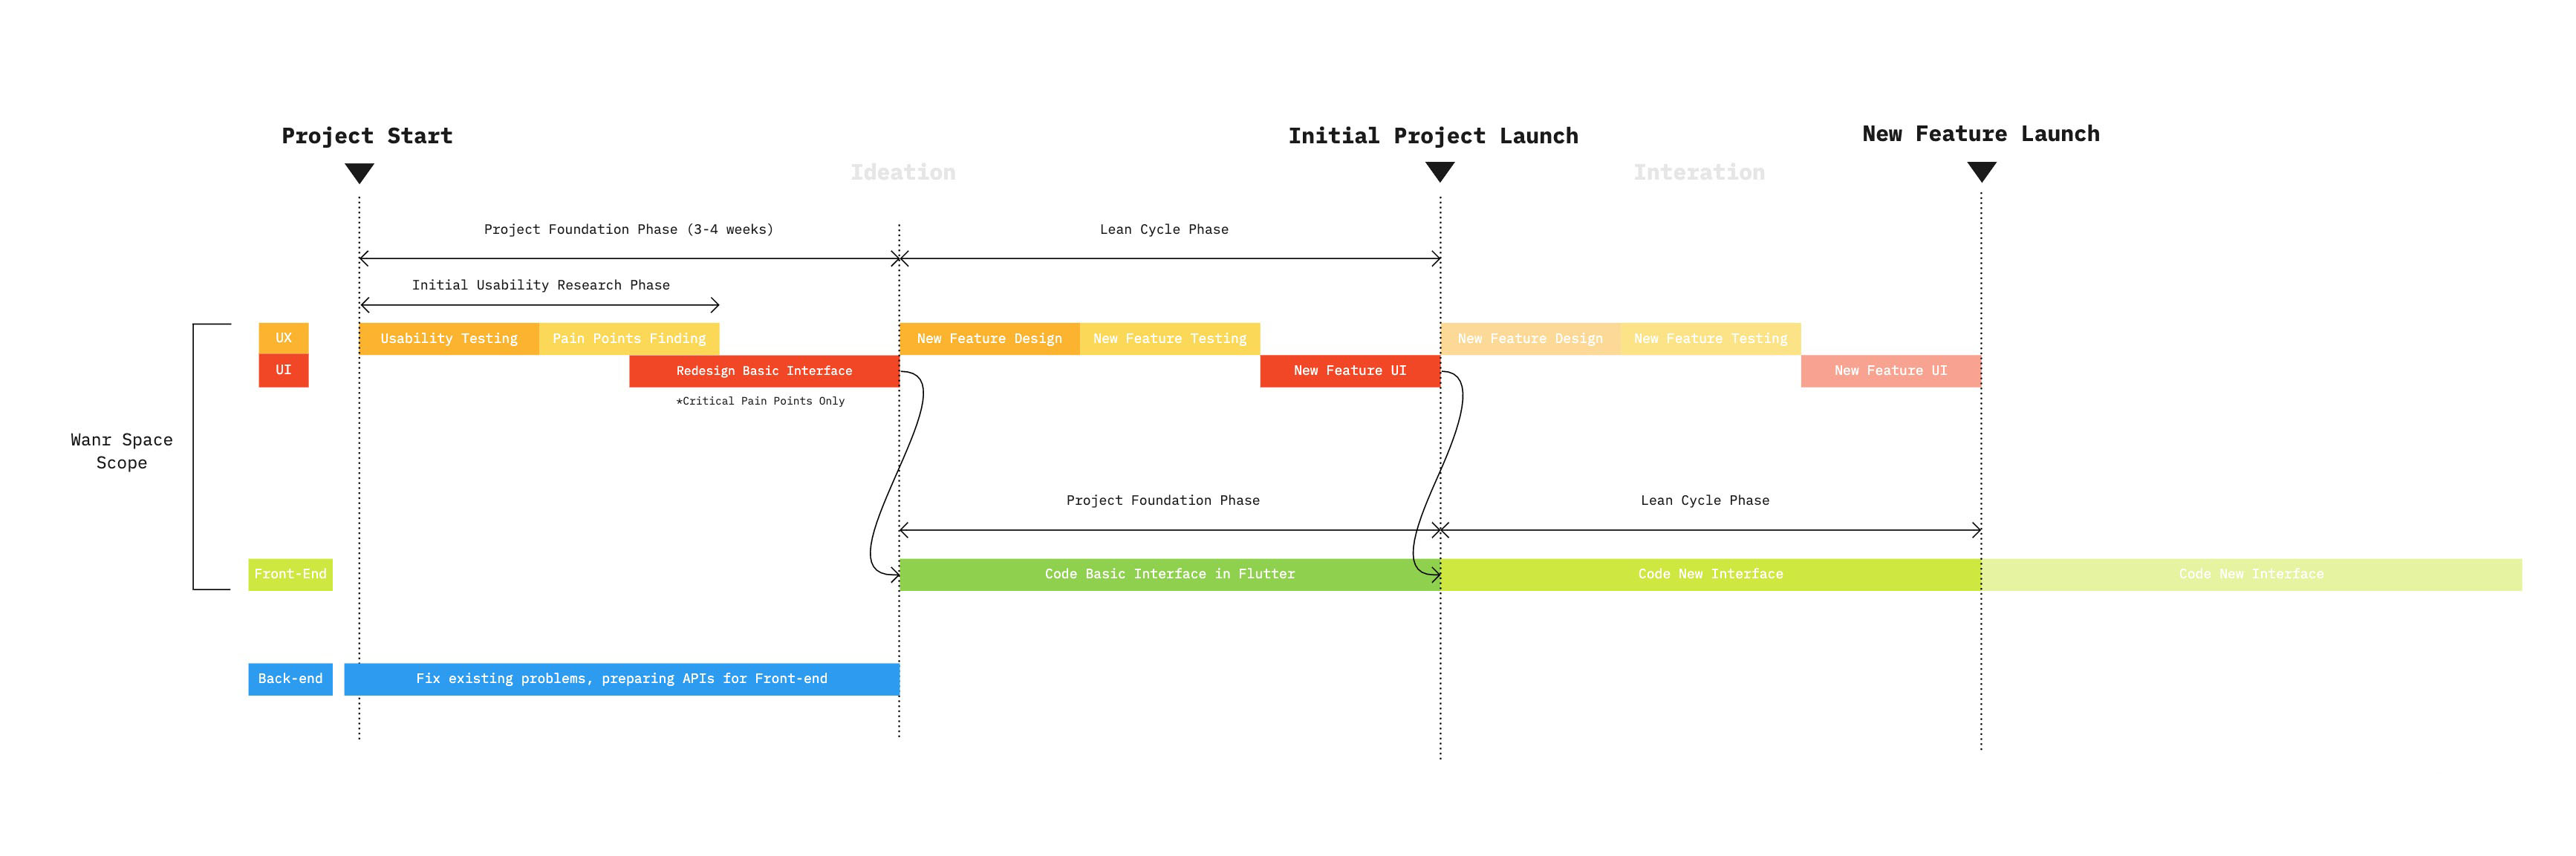 Project Start
Initial Project Launch
New Feature Launch
Ideation
Interation
Project Foundation Phase (3-4 weeks)
Lean Cycle Phase
Initial Usability Research Phase
UX
Usability Testing
Pain Points Finding
New Feature Design
New Feature Testing
New Feature Design
New Feature Testing
UI
Redesign Basic Interface
New Feature UI
New Feature UI
*Critical Pain Points Only
Wanr Space
Scope
Project Foundation Phase
Lean Cycle Phase
Front-End
Code Basic Interface in Flutter
Code New Interface
Code New Interface
Back-end
Fix existing problems, preparing APIs for Front-end